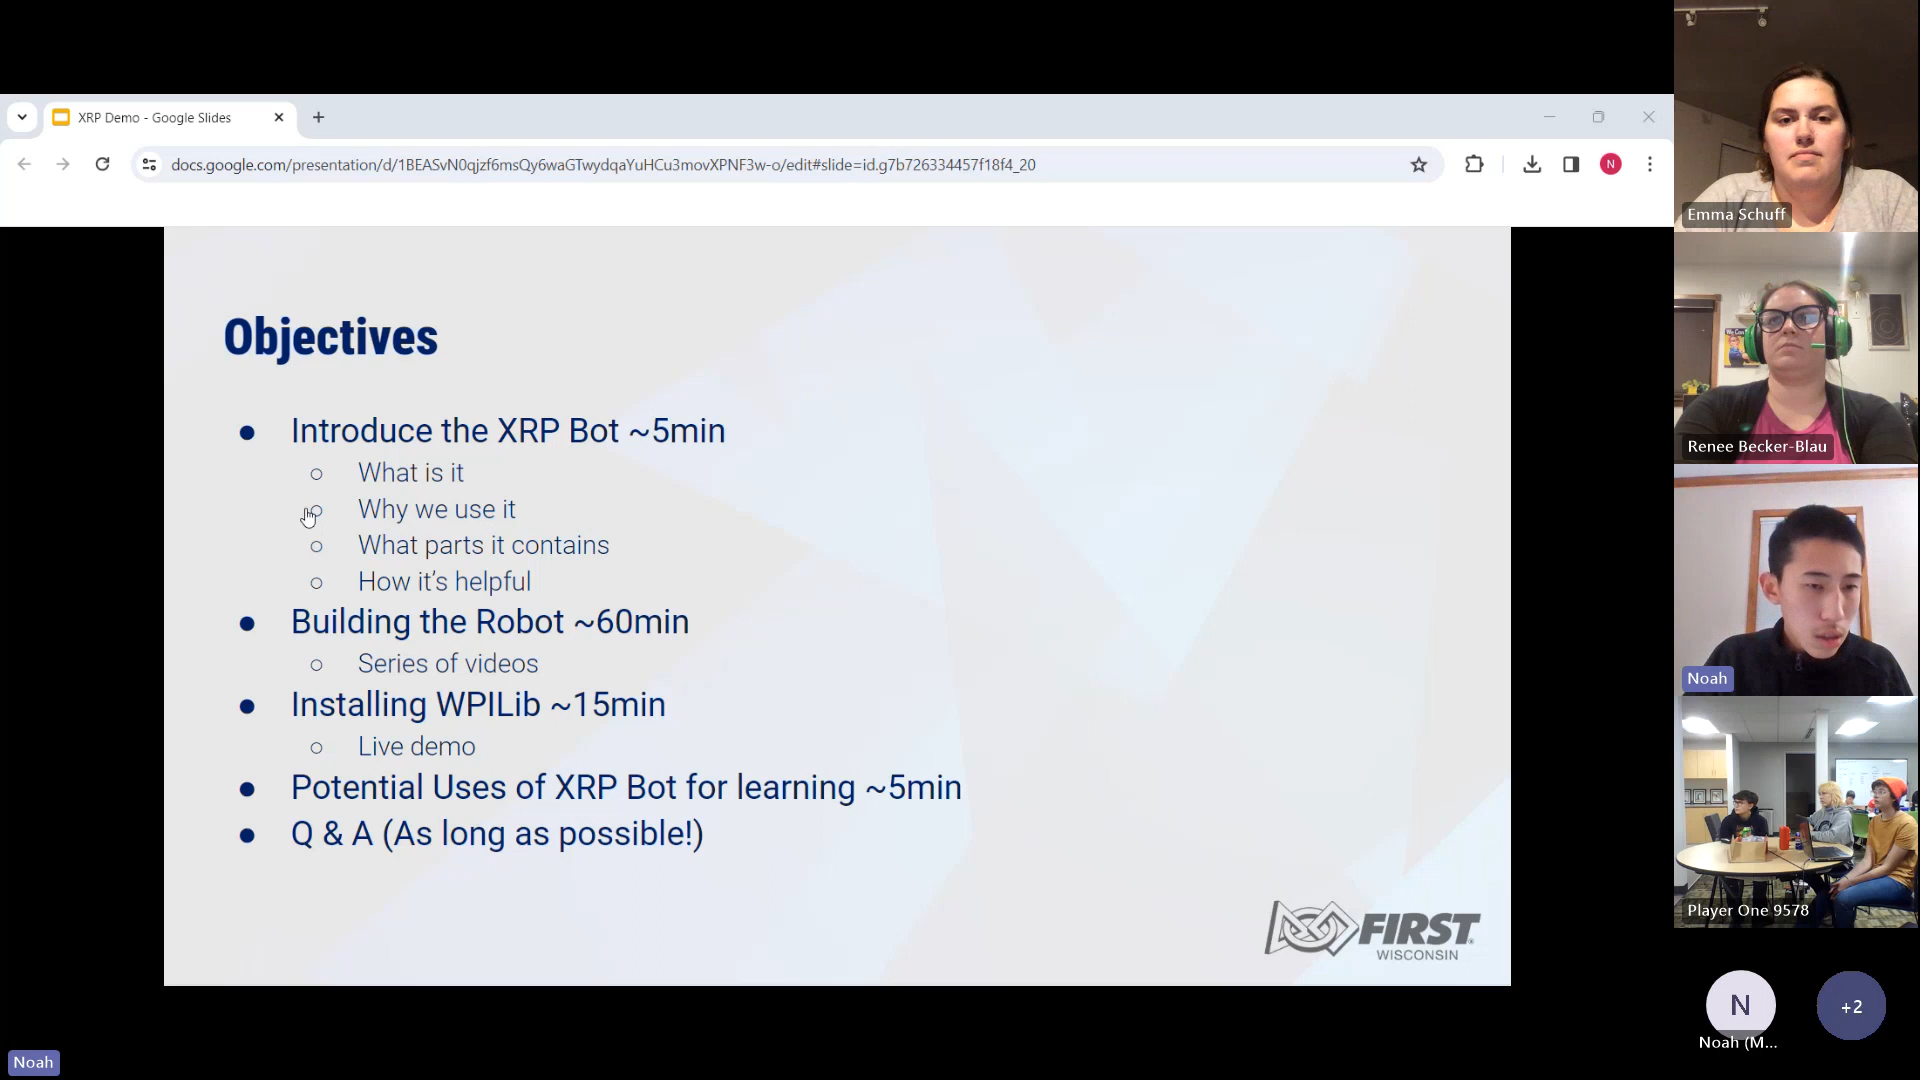 XRP Demo - Google Slides
docs.google.com/presentation/d/1BEASvN0qjzf6msQy6waGTwydqaYuHCu3movXPNF3w-o/edit#slide=id.g7b726334457f18f4_20
N
Objectives
● Introduce the XRP Bot ~5min
○ What is it
○ Why we use it
○ What parts it contains
○ How it's helpful
● Building the Robot ~60min
○ Series of videos
● Installing WPILib ~15min
○ Live demo
● Potential Uses of XRP Bot for learning ~5min
● Q & A (As long as possible!)
FIRST
WISCONSIN
Emma Schuff
We Can
Renee Becker-Blau
Noah
Player One 9578
N
+2
Noah (M...
Noah